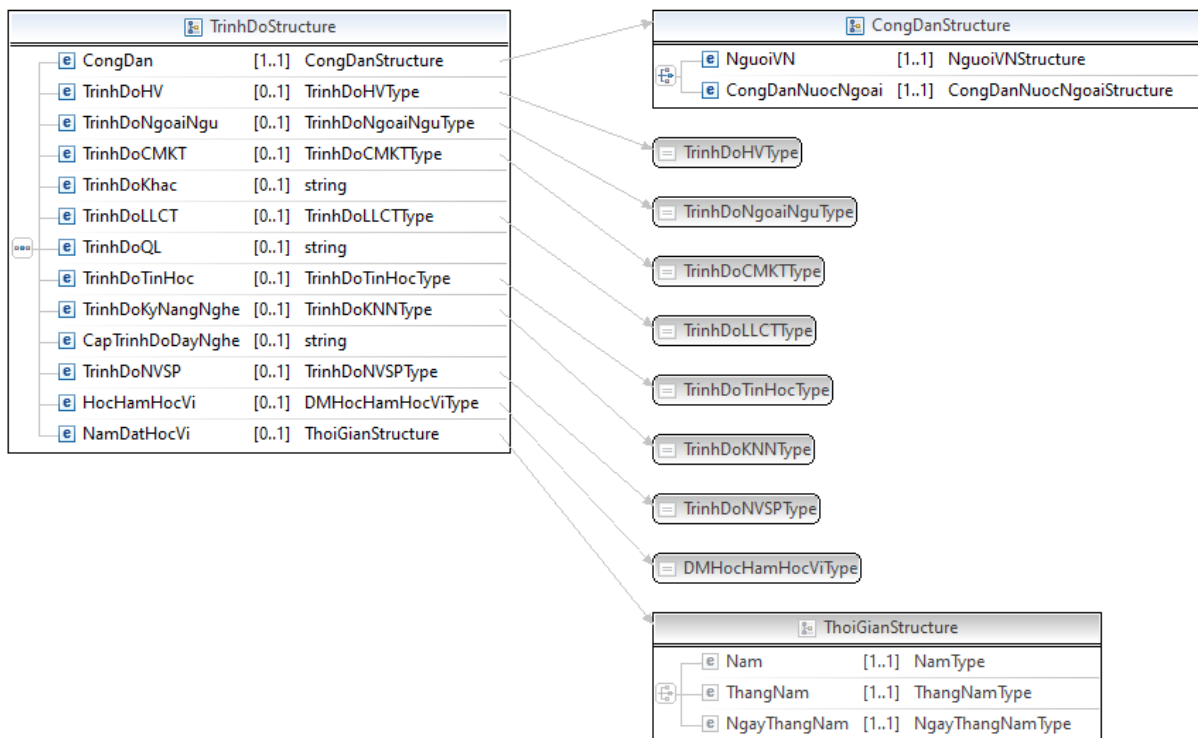 TrinhDoStructure
e CongDan [1..1] CongDanStructure
e TrinhDoHV [0..1] TrinhDoHVType
e TrinhDoNgoaiNgu [0..1] TrinhDoNgoaiNguType
e TrinhDoCMKT [0..1] TrinhDoCMKTType
e TrinhDoKhac [0..1] string
e TrinhDoLLCT [0..1] TrinhDoLLCTType
e TrinhDoQL [0..1] string
e TrinhDoTinHoc [0..1] TrinhDoTinHocType
e TrinhDoKyNangNghe [0..1] TrinhDoKNNType
e CapTrinhDoDayNghe [0..1] string
e TrinhDoNVSP [0..1] TrinhDoNVSPType
e HocHamHocVi [0..1] DMHocHamHocViType
e NamDatHocVi [0..1] ThoiGianStructure
CongDanStructure
e NguoiVN [1..1] NguoiVNStructure
e CongDanNuocNgoai [1..1] CongDanNuocNgoaiStructure
TrinhDoHVType
TrinhDoNgoaiNguType
TrinhDoCMKTType
TrinhDoLLCTType
TrinhDoTinHocType
TrinhDoKNNType
TrinhDoNVSPType
DMHocHamHocViType
ThoiGianStructure
e Nam [1..1] NamType
e ThangNam [1..1] ThangNamType
e NgayThangNam [1..1] NgayThangNamType